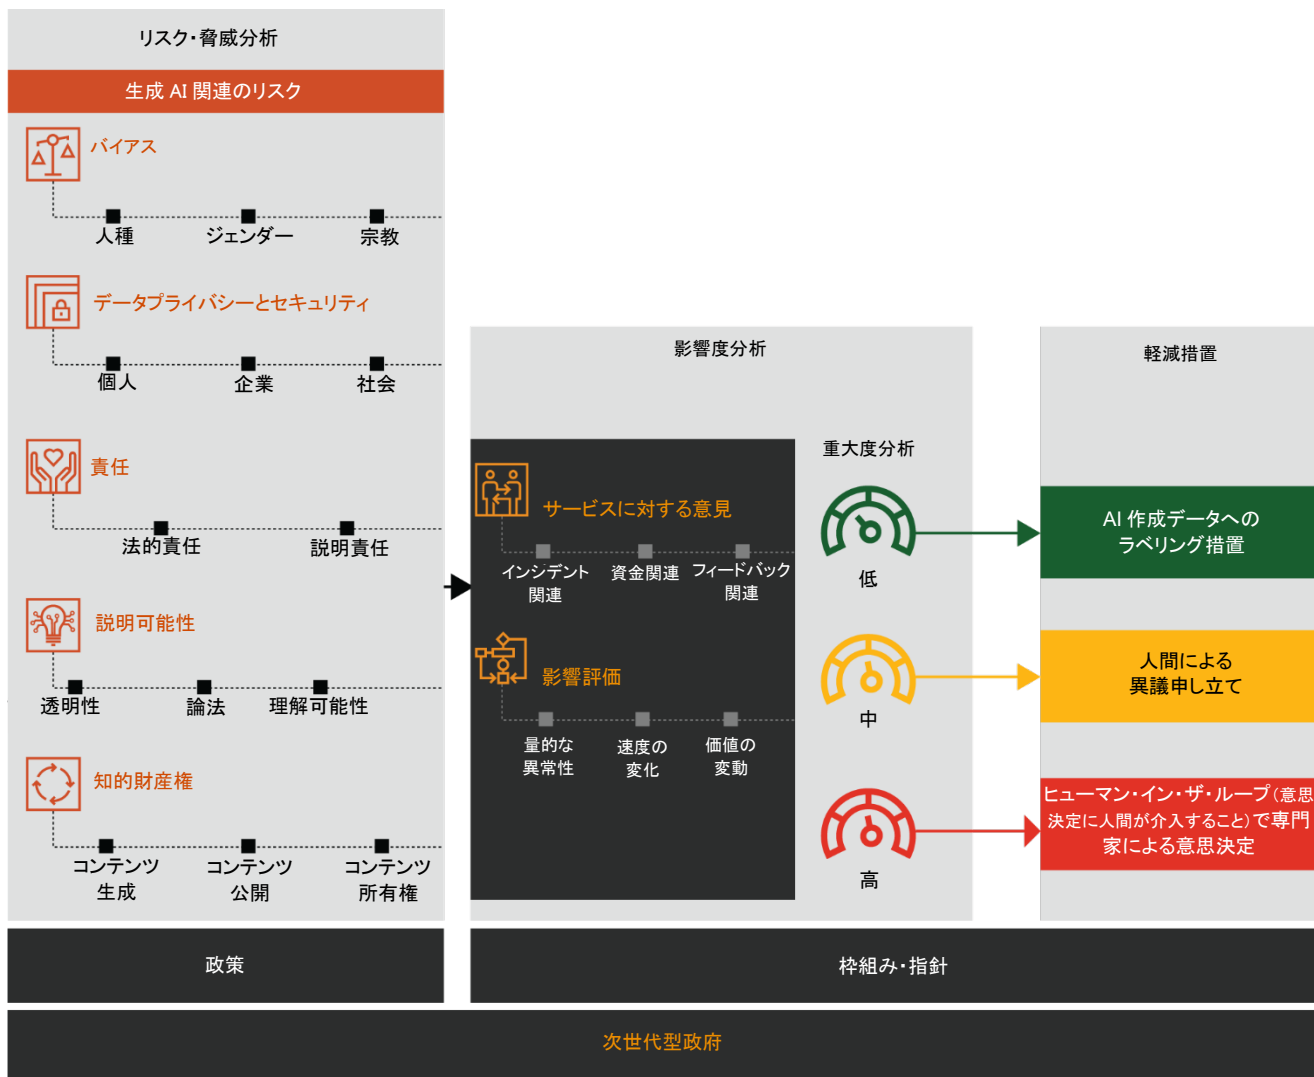 リスク・脅威分析
生成 AI 関連のリスク
バイアス
人種
ジェンダー
宗教
データプライバシーとセキュリティ
個人
企業
社会
責任
法的責任
説明責任
説明可能性
透明性
論法
理解可能性
知的財産権
コンテンツ
生成
コンテンツ
公開
コンテンツ
所有権
政策
影響度分析
サービスに対する意見
インシデント
関連
資金関連
フィードバック
関連
影響評価
量的な
異常性
速度の
変化
価値の
変動
重大度分析
低
中
高
軽減措置
AI 作成データへの
ラベリング措置
人間による
異議申し立て
ヒューマン・イン・ザ・ループ（意思
決定に人間が介入すること）で専門
家による意思決定
枠組み・指針
次世代型政府